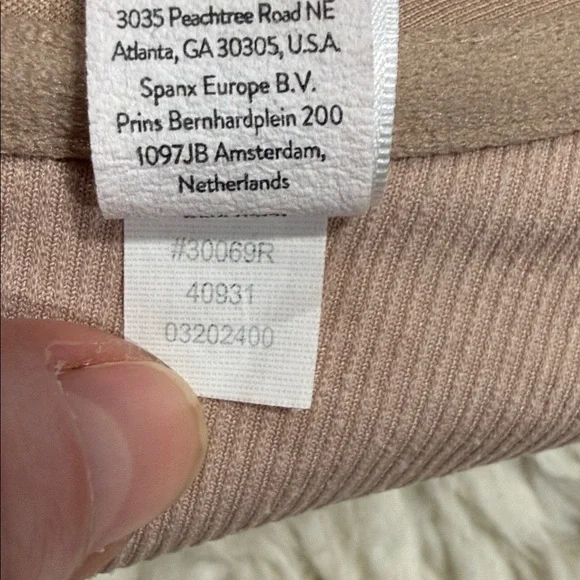 3035 Peachtree Road NE
Atlanta, GA 30305, U.S.A.
Spanx Europe B.V.
Prins Bernhardplein 200
1097JB Amsterdam,
Netherlands
#30069R
40931
03202400